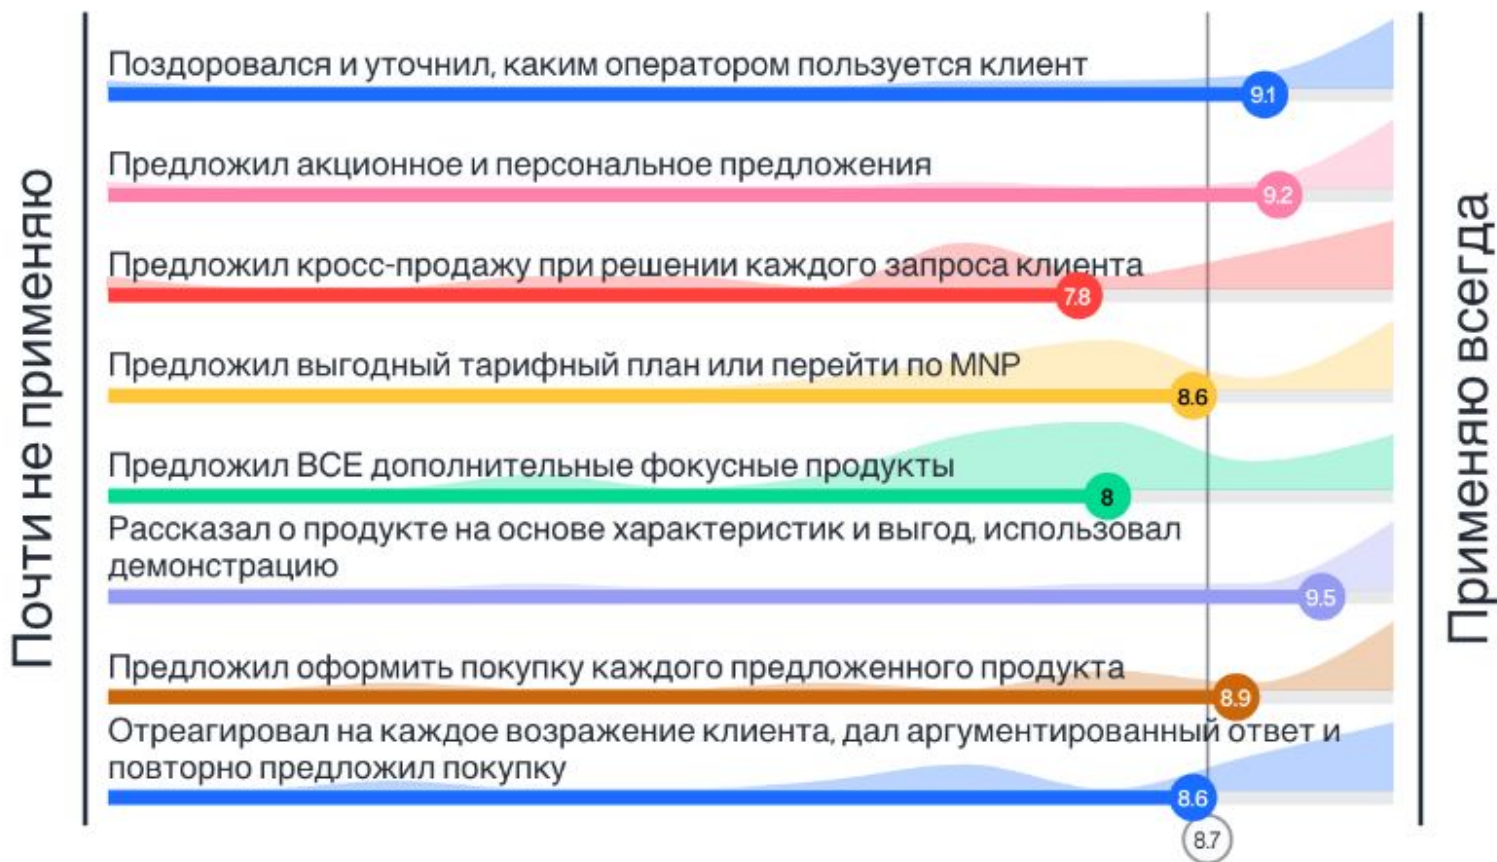 Почти не применяю
Поздоровался и уточнил, каким оператором пользуется клиент
9.1
Предложил акционное и персональное предложения
9.2
Предложил кросс-продажу при решении каждого запроса клиента
7.8
Предложил выгодный тарифный план или перейти по MNP
8.6
Предложил ВСЕ дополнительные фокусные продукты
8
Рассказал о продукте на основе характеристик и выгод, использовал
демонстрацию
9.5
Предложил оформить покупку каждого предложенного продукта
8.9
Отреагировал на каждое возражение клиента, дал аргументированный ответ и
повторно предложил покупку
8.6
8.7
Применяю всегда